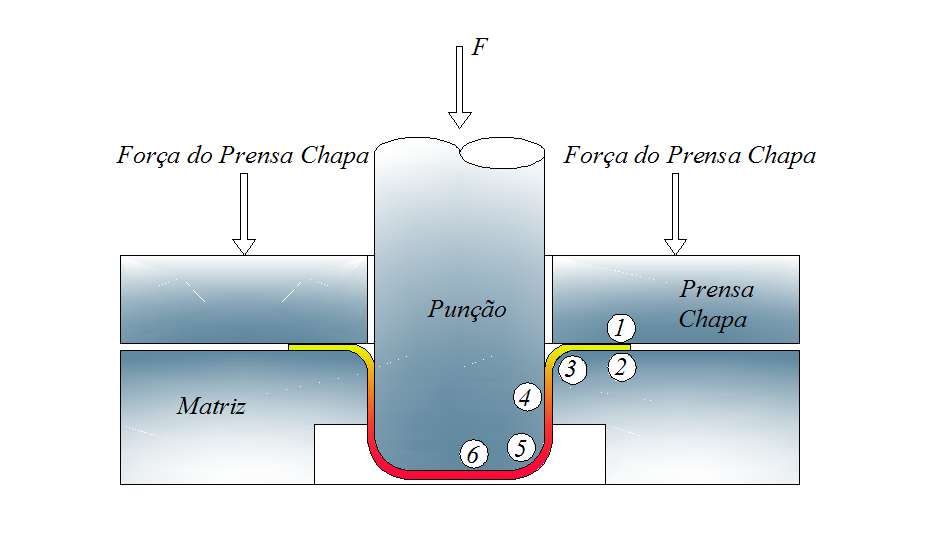 F
Força do Prensa Chapa
Força do Prensa Chapa
Punção
Prensa
Chapa
1
2
3
4
Matriz
5
6